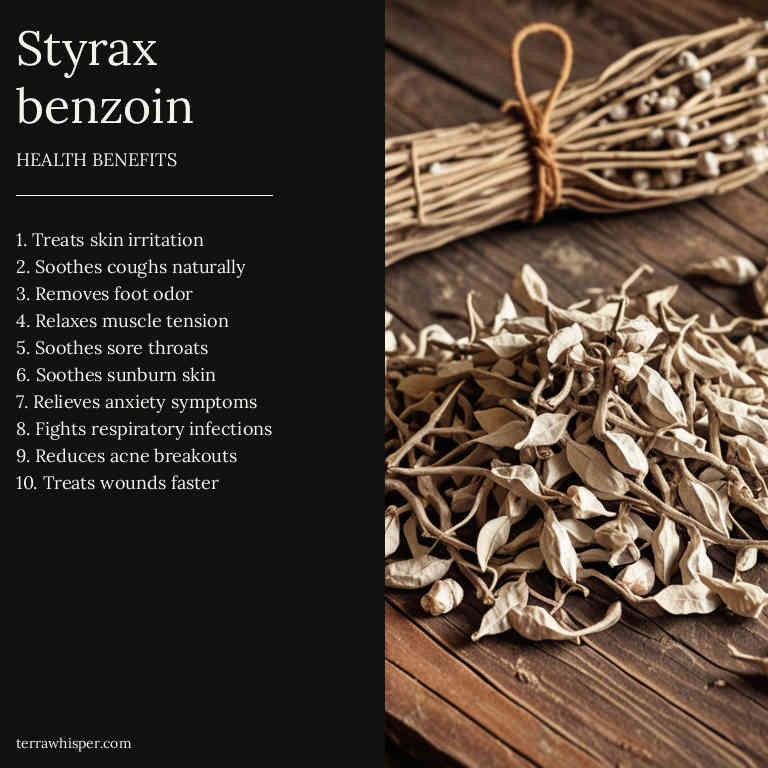 Styrax
benzoin
HEALTH BENEFITS
1. Treats skin irritation
2. Soothes coughs naturally
3. Removes foot odor
4. Relaxes muscle tension
5. Soothes sore throats
6. Soothes sunburn skin
7. Relieves anxiety symptoms
8. Fights respiratory infections
9. Reduces acne breakouts
10. Treats wounds faster
terrawhisper.com